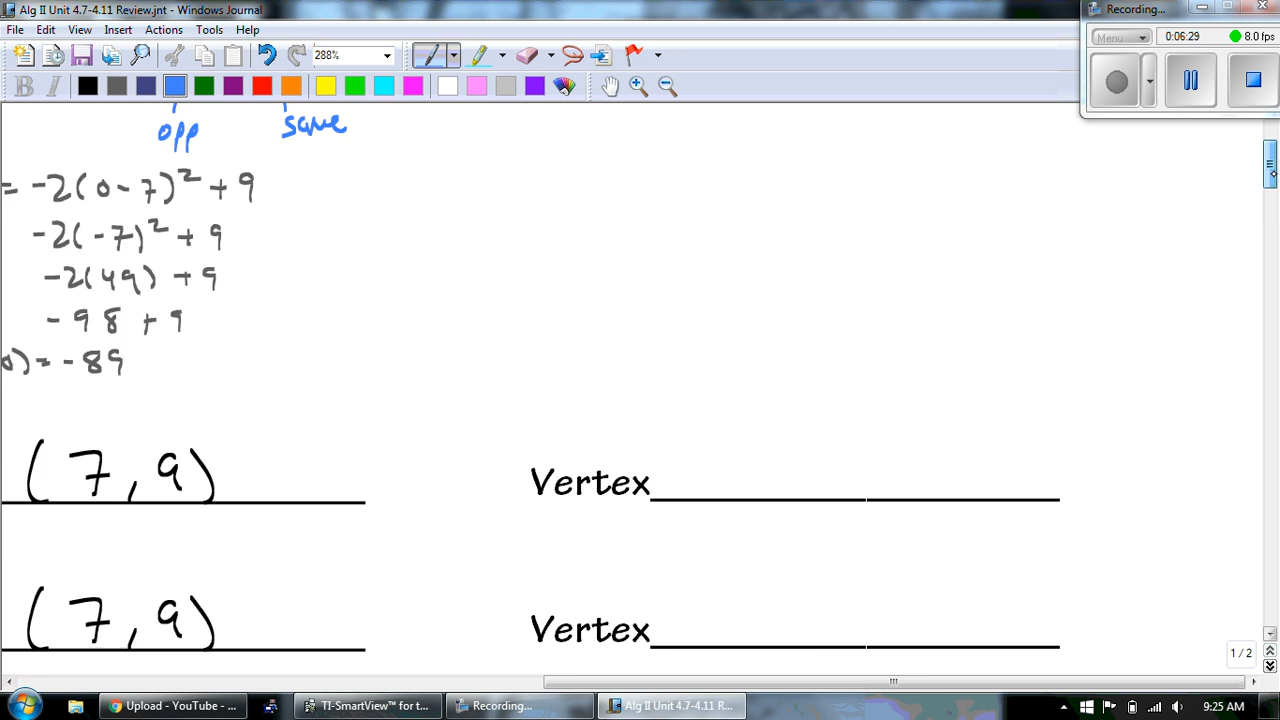 Alg II Unit 4.7-4.11 Review.jnt - Windows Journal
File Edit View Insert Actions Tools Help
288%
B I
Recording...
Menu 0:06:29 8.0 fps
opp same
= -2(0-7)² + 9
-2(-7)² + 9
-2(49) + 9
-98 + 9
0) = -89
(7, 9) Vertex
(7, 9) Vertex
1 / 2
Upload - YouTube - ... TI-SmartView™ for t... Recording... Alg II Unit 4.7-4.11 R... 9:25 AM